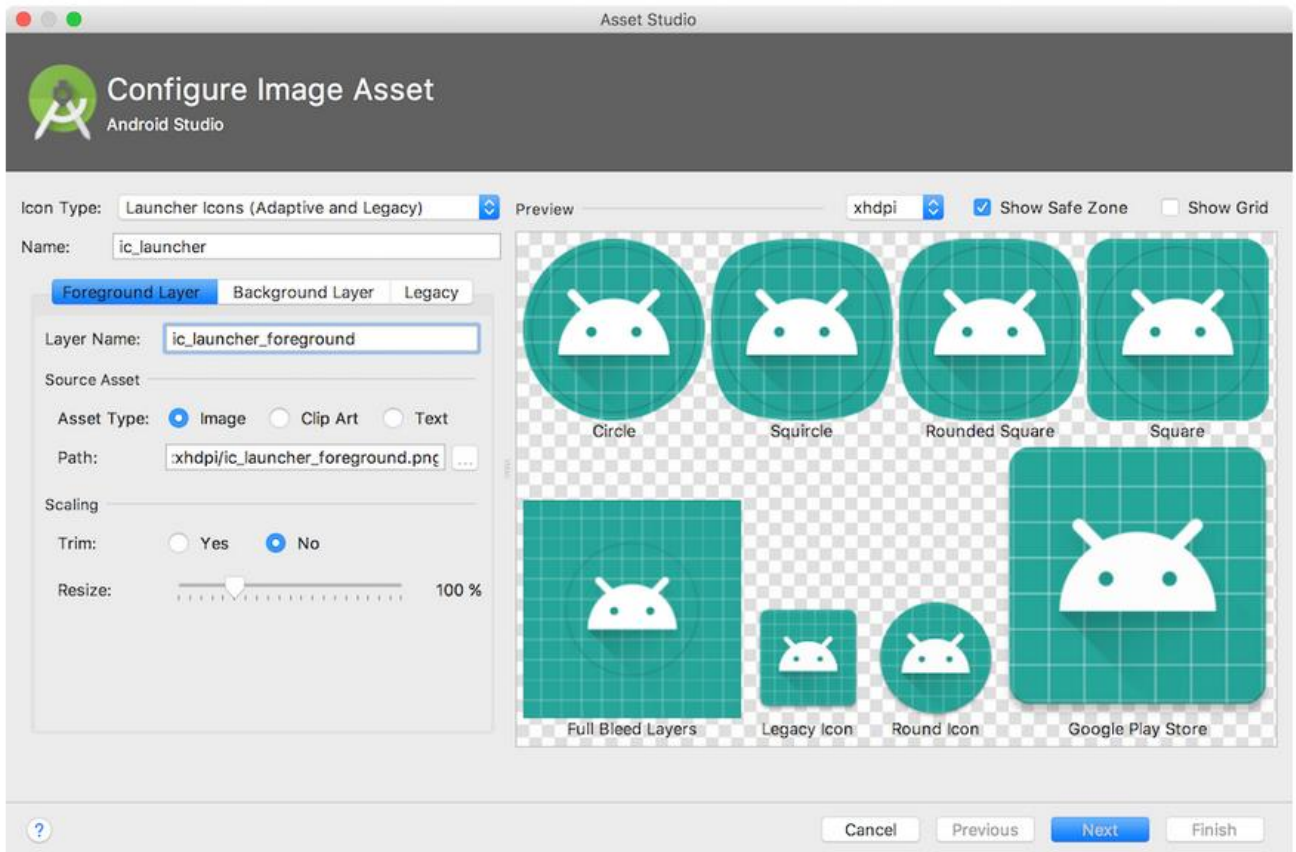 Asset Studio
Configure Image Asset
Android Studio
Icon Type: Launcher Icons (Adaptive and Legacy)
Name: ic_launcher
Foreground Layer Background Layer Legacy
Layer Name: ic_launcher_foreground
Source Asset
Asset Type: Image Clip Art Text
Path: :xhdpi/ic_launcher_foreground.png ...
Scaling
Trim: Yes No
Resize: 100 %
Preview xhdpi Show Safe Zone Show Grid
Circle Squircle Rounded Square Square
Full Bleed Layers Legacy Icon Round Icon Google Play Store
? Cancel Previous Next Finish